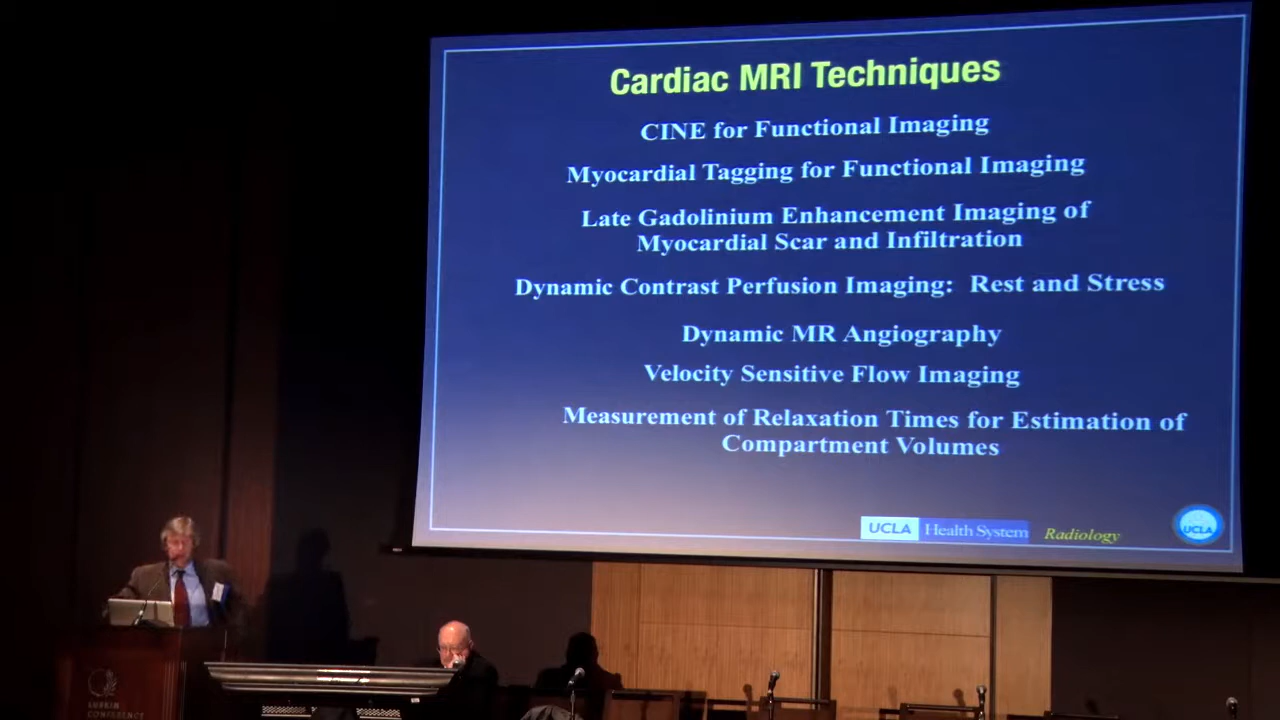 Cardiac MRI Techniques
CINE for Functional Imaging
Myocardial Tagging for Functional Imaging
Late Gadolinium Enhancement Imaging of
Myocardial Scar and Infiltration
Dynamic Contrast Perfusion Imaging: Rest and Stress
Dynamic MR Angiography
Velocity Sensitive Flow Imaging
Measurement of Relaxation Times for Estimation of
Compartment Volumes
UCLA Health System Radiology UCLA
LUSKIN
CONFERENCE